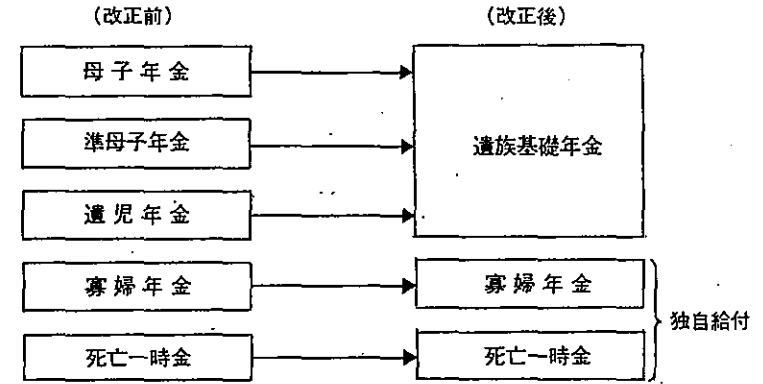 （改正前）
（改正後）
母子年金
準母子年金
遺児年金
寡婦年金
死亡一時金
遺族基礎年金
寡婦年金
死亡一時金
独自給付